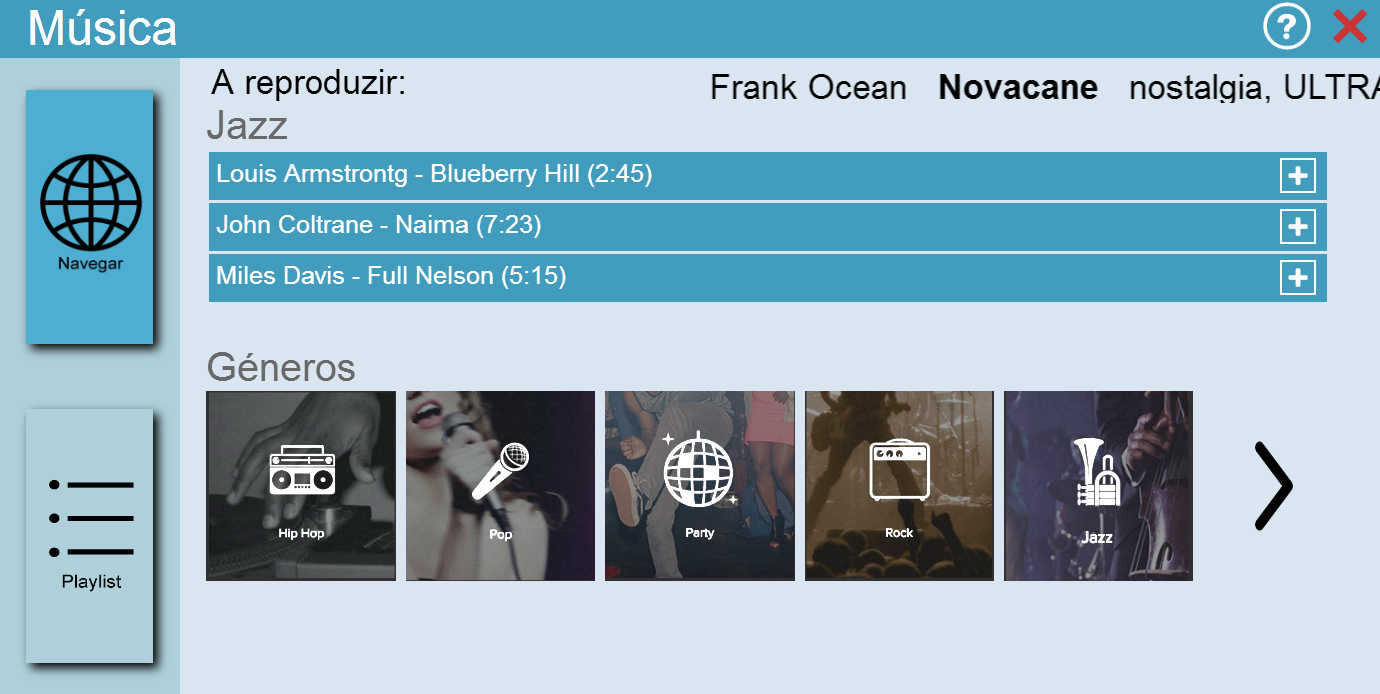 Música
?
Navegar
Playlist
A reproduzir:
Frank Ocean Novacane nostalgia, ULTRA
Jazz
Louis Armstrontg - Blueberry Hill (2:45)
John Coltrane - Naima (7:23)
Miles Davis - Full Nelson (5:15)
Géneros
Hip Hop
Pop
Party
Rock
Jazz